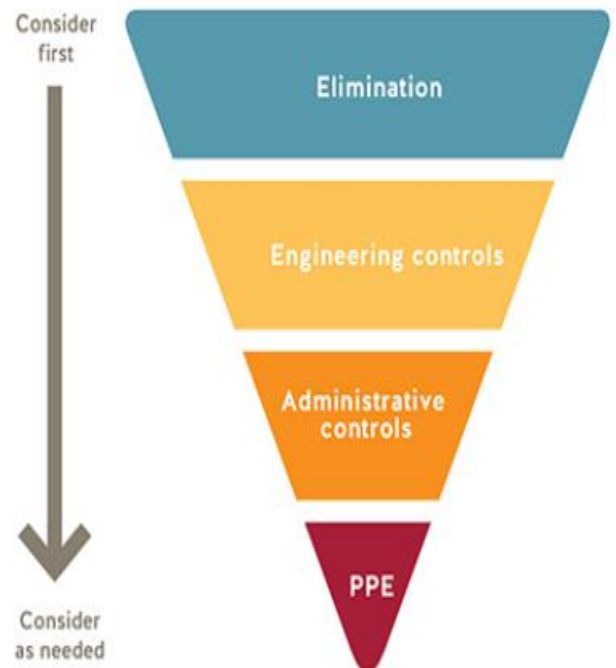 Consider
first
Elimination
Engineering controls
Administrative
controls
PPE
Consider
as needed